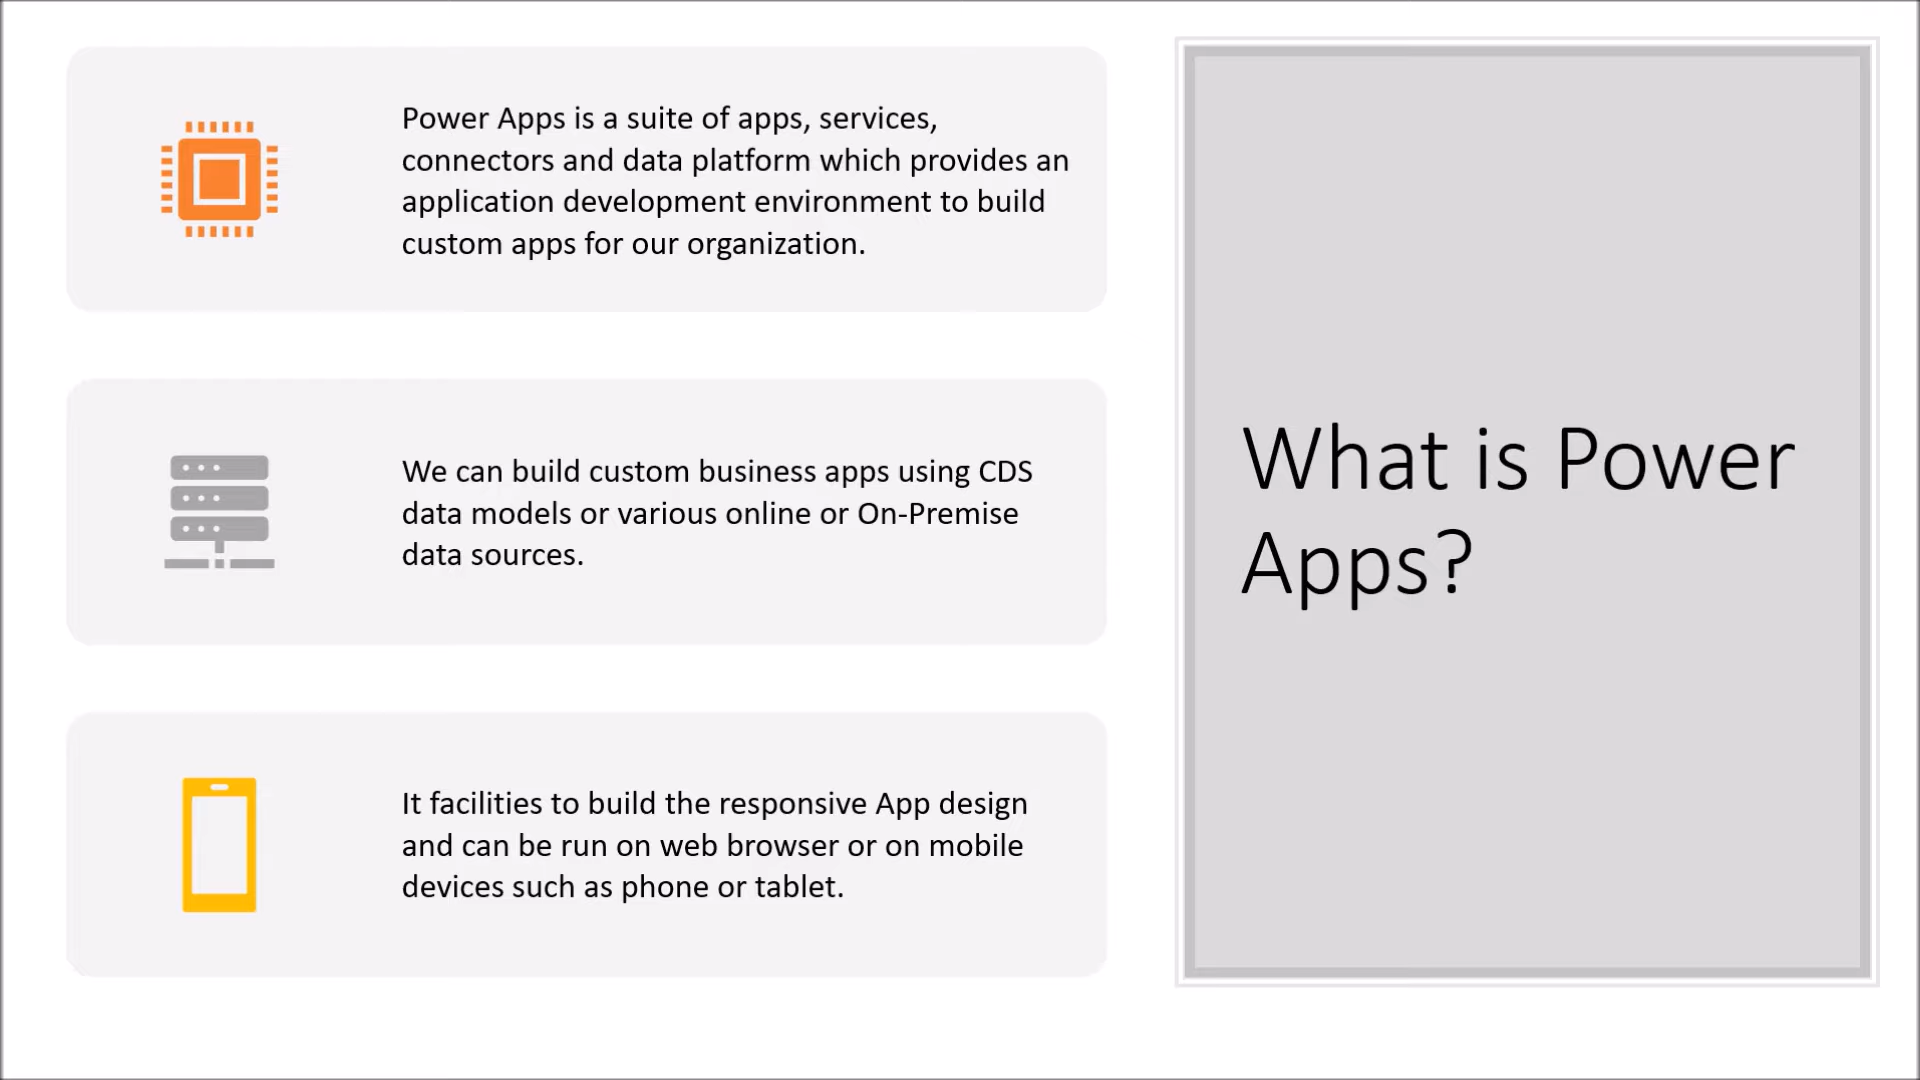 Power Apps is a suite of apps, services,
connectors and data platform which provides an
application development environment to build
custom apps for our organization.
We can build custom business apps using CDS
data models or various online or On-Premise
data sources.
It facilities to build the responsive App design
and can be run on web browser or on mobile
devices such as phone or tablet.
What is Power
Apps?